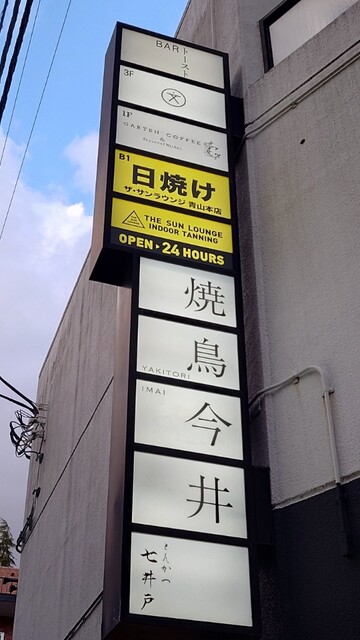 BAR トースト
3F
1F
GARTEN COFFEE
&
B1
日焼け
ザ・サンラウンジ 青山本店
THE SUN LOUNGE
INDOOR TANNING
OPEN▸24 HOURS
焼鳥今井
YAKITORI
IMAI
とんかつ
七井戸